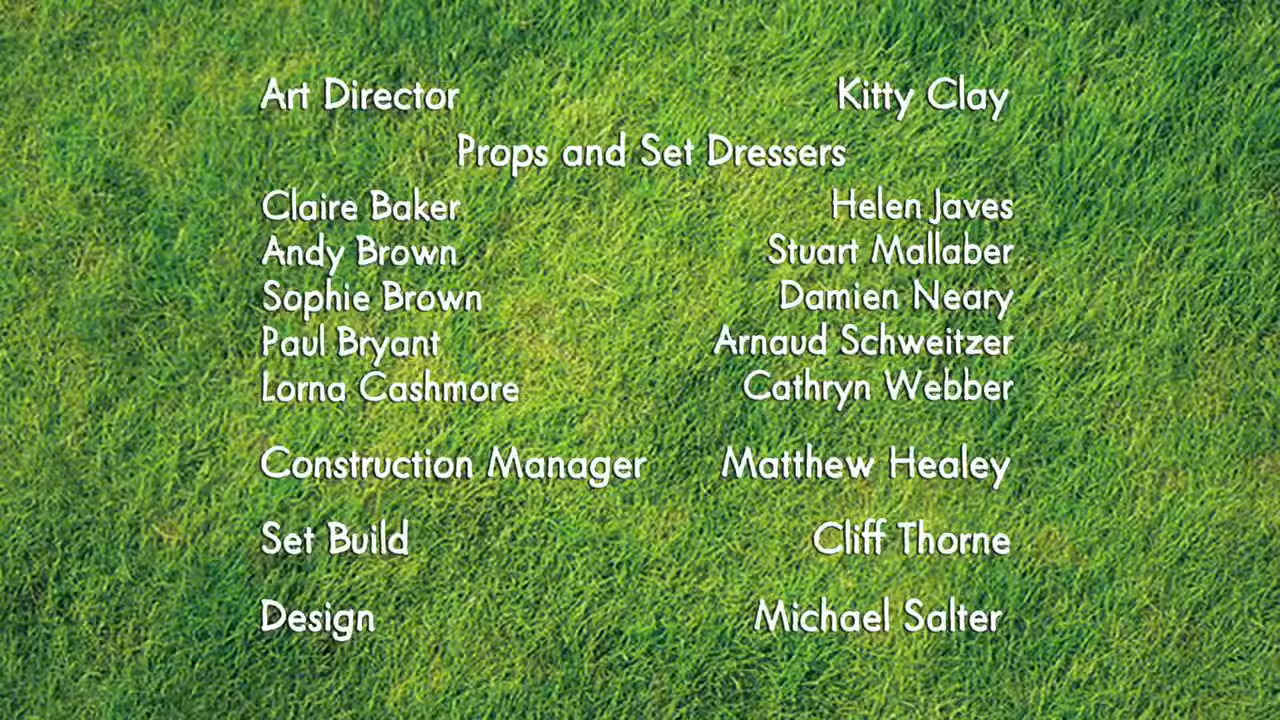 Art Director Kitty Clay
Props and Set Dressers
Claire Baker Helen Javes
Andy Brown Stuart Mallaber
Sophie Brown Damien Neary
Paul Bryant Arnaud Schweitzer
Lorna Cashmore Cathryn Webber
Construction Manager Matthew Healey
Set Build Cliff Thorne
Design Michael Salter